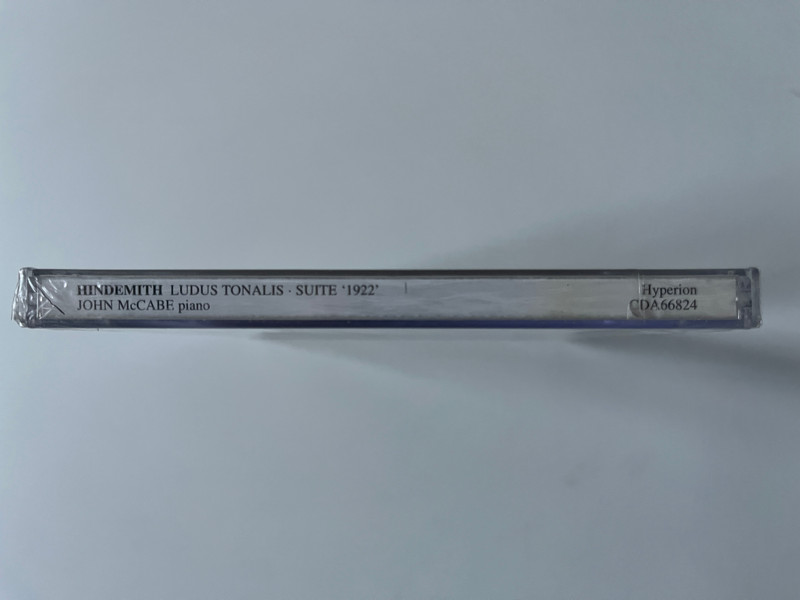 HINDEMITH LUDUS TONALIS · SUITE ‘1922’ Hyperion
JOHN McCABE piano CDA66824